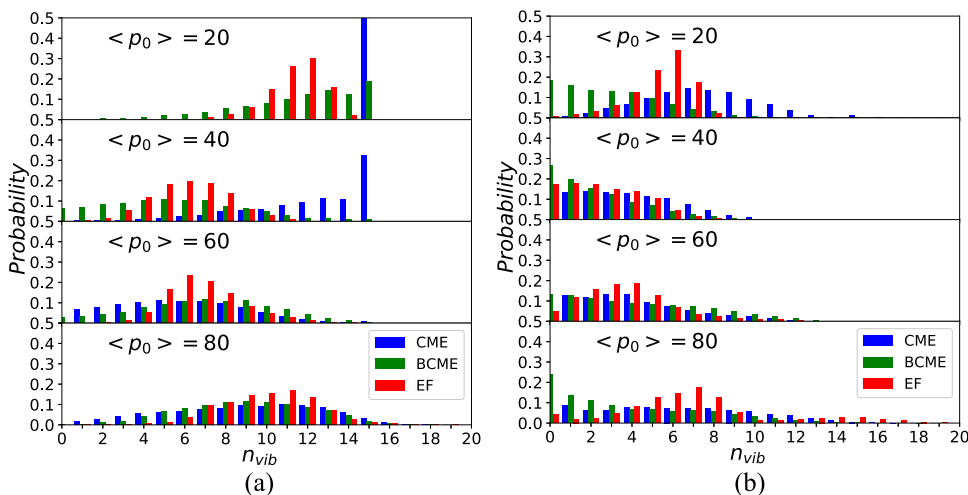 0.5
0.4
0.3
0.2
0.1
0.5
0.4
0.3
0.2
0.1
0.5
0.4
0.3
0.2
0.1
0.5
0.4
0.3
0.2
0.1
0.0
Probability
< p0 > = 20
< p0 > = 40
< p0 > = 60
< p0 > = 80
CME
BCME
EF
0 2 4 6 8 10 12 14 16 18 20
nvib
(a)
0.5
0.4
0.3
0.2
0.1
0.5
0.4
0.3
0.2
0.1
0.5
0.4
0.3
0.2
0.1
0.5
0.4
0.3
0.2
0.1
0.0
Probability
< p0 > = 20
< p0 > = 40
< p0 > = 60
< p0 > = 80
CME
BCME
EF
0 2 4 6 8 10 12 14 16 18 20
nvib
(b)